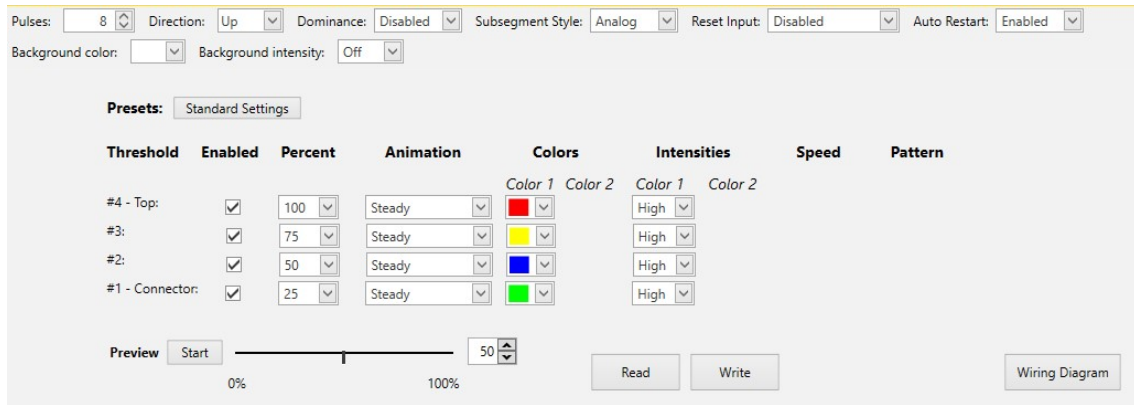 Pulses: 8 Direction: Up Dominance: Disabled Subsegment Style: Analog Reset Input: Disabled Auto Restart: Enabled
Background color: Background intensity: Off
Presets: Standard Settings
Threshold Enabled Percent Animation Colors Intensities Speed Pattern
Color 1 Color 2 Color 1 Color 2
#4 - Top: 100 Steady High
#3: 75 Steady High
#2: 50 Steady High
#1 - Connector: 25 Steady High
Preview Start 50
0% 100%
Read Write Wiring Diagram